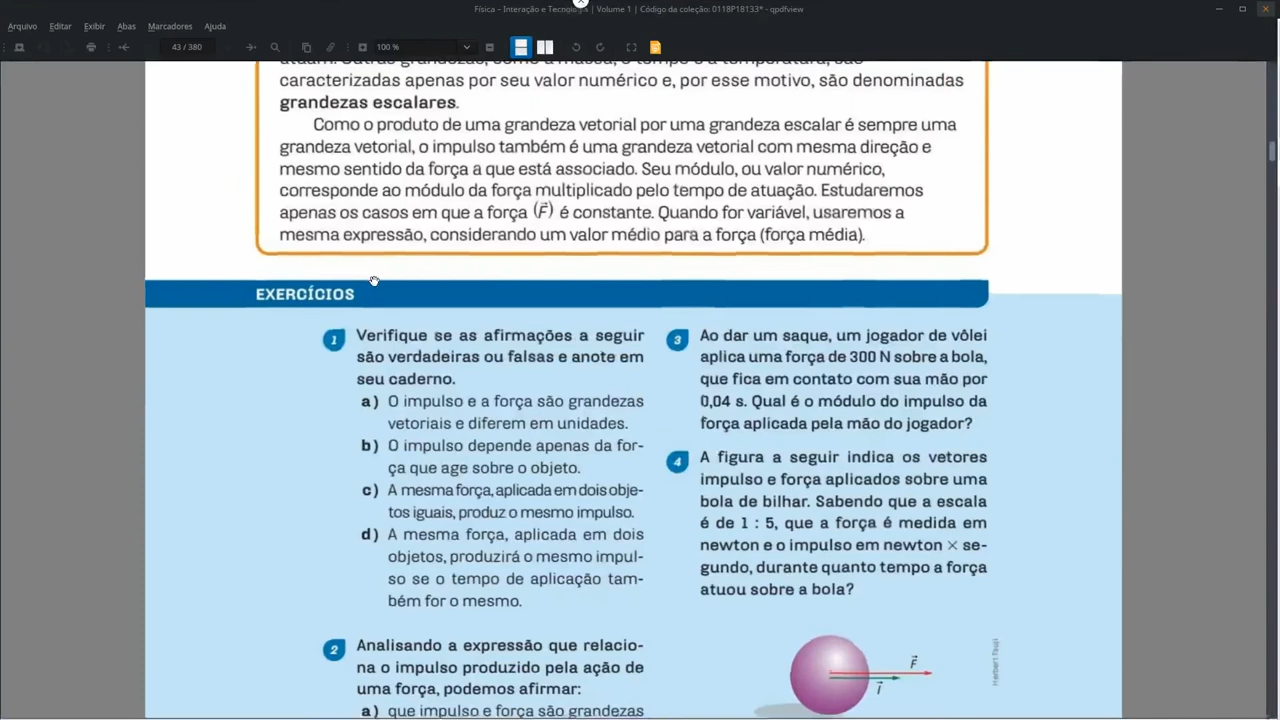 Física – Interação e Tecnologia | Volume 1 | Código da coleção: 0118P18133* - qpdfview
Arquivo Editar Exibir Abas Marcadores Ajuda
43 / 380 100 %
atuam. Outras grandezas, como a massa, o tempo e a temperatura, são
caracterizadas apenas por seu valor numérico e, por esse motivo, são denominadas
grandezas escalares.
Como o produto de uma grandeza vetorial por uma grandeza escalar é sempre uma
grandeza vetorial, o impulso também é uma grandeza vetorial com mesma direção e
mesmo sentido da força a que está associado. Seu módulo, ou valor numérico,
corresponde ao módulo da força multiplicado pelo tempo de atuação. Estudaremos
apenas os casos em que a força (F⃗) é constante. Quando for variável, usaremos a
mesma expressão, considerando um valor médio para a força (força média).
EXERCÍCIOS
1 Verifique se as afirmações a seguir
são verdadeiras ou falsas e anote em
seu caderno.
a) O impulso e a força são grandezas
vetoriais e diferem em unidades.
b) O impulso depende apenas da for-
ça que age sobre o objeto.
c) A mesma força, aplicada em dois obje-
tos iguais, produz o mesmo impulso.
d) A mesma força, aplicada em dois
objetos, produzirá o mesmo impul-
so se o tempo de aplicação tam-
bém for o mesmo.
2 Analisando a expressão que relacio-
na o impulso produzido pela ação de
uma força, podemos afirmar:
a) que impulso e força são grandezas
3 Ao dar um saque, um jogador de vôlei
aplica uma força de 300 N sobre a bola,
que fica em contato com sua mão por
0,04 s. Qual é o módulo do impulso da
força aplicada pela mão do jogador?
4 A figura a seguir indica os vetores
impulso e força aplicados sobre uma
bola de bilhar. Sabendo que a escala
é de 1 : 5, que a força é medida em
newton e o impulso em newton × se-
gundo, durante quanto tempo a força
atuou sobre a bola?
F⃗
I⃗
Herbert Tsuji